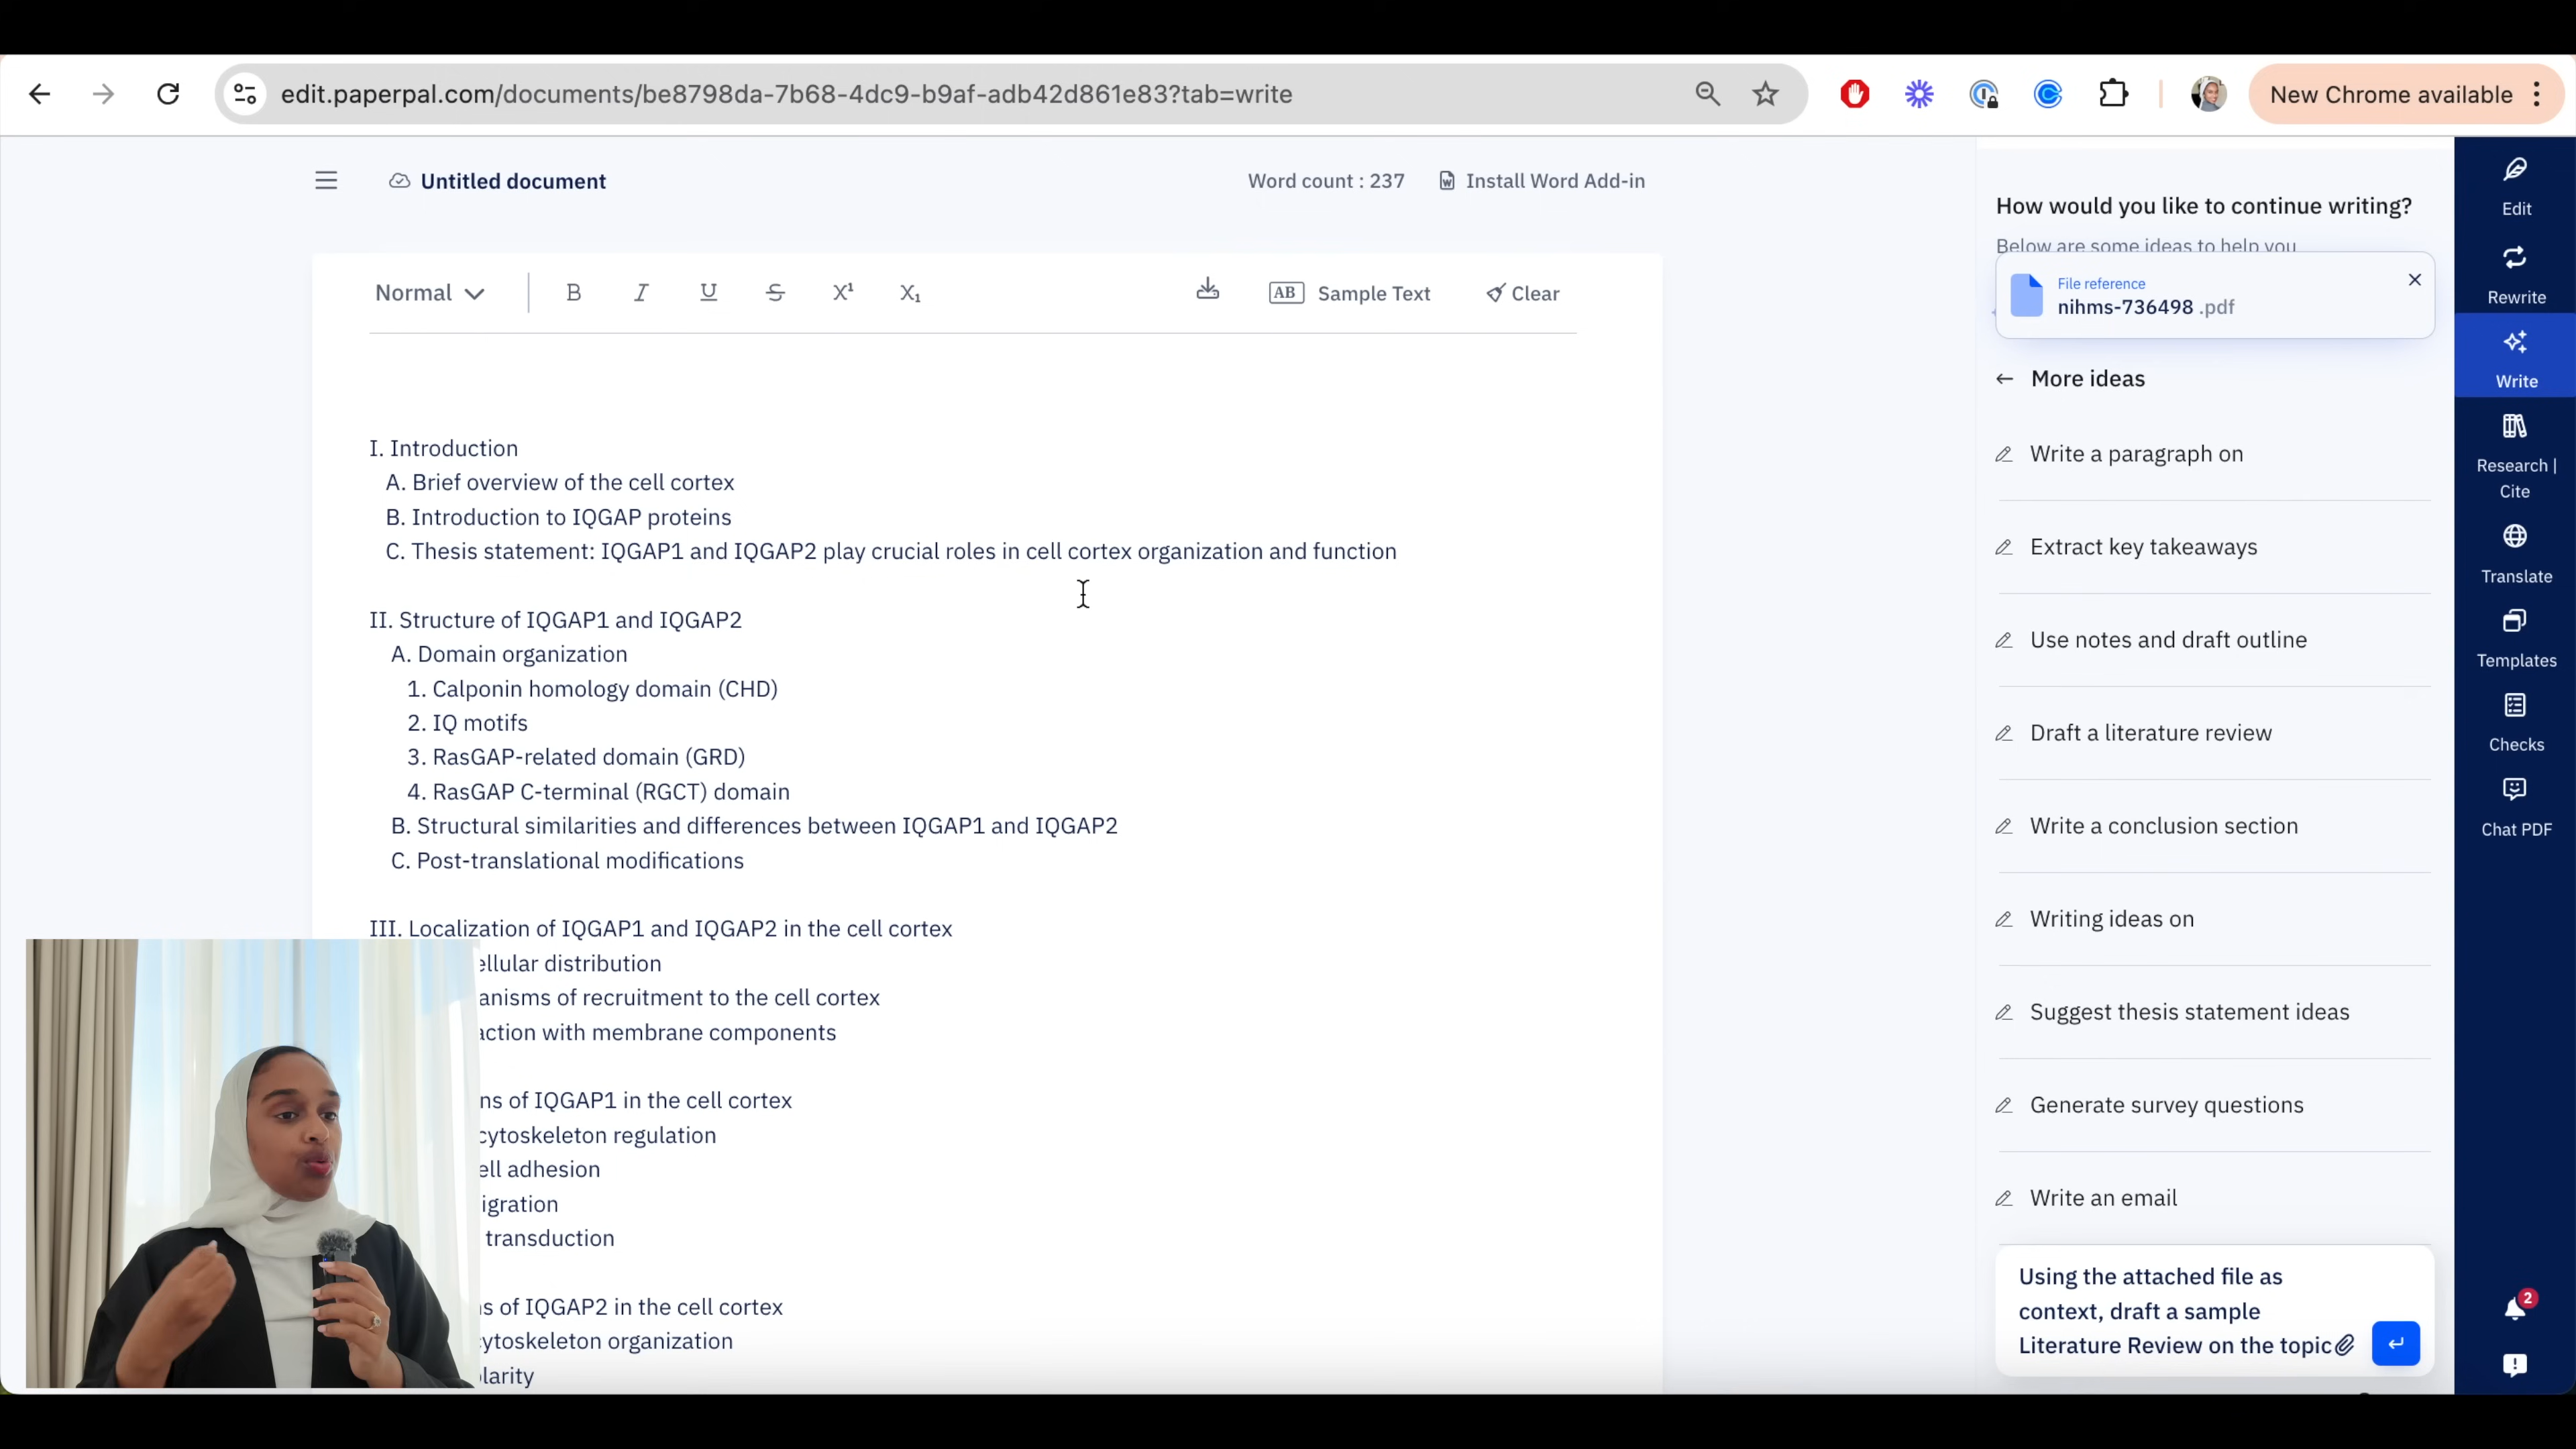 edit.paperpal.com/documents/be8798da-7b68-4dc9-b9af-adb42d861e83?tab=write
New Chrome available
Untitled document
Word count : 237
Install Word Add-in
Normal
B
I
U
S
X¹
X₁
AB
Sample Text
Clear
I. Introduction
A. Brief overview of the cell cortex
B. Introduction to IQGAP proteins
C. Thesis statement: IQGAP1 and IQGAP2 play crucial roles in cell cortex organization and function
II. Structure of IQGAP1 and IQGAP2
A. Domain organization
1. Calponin homology domain (CHD)
2. IQ motifs
3. RasGAP-related domain (GRD)
4. RasGAP C-terminal (RGCT) domain
B. Structural similarities and differences between IQGAP1 and IQGAP2
C. Post-translational modifications
III. Localization of IQGAP1 and IQGAP2 in the cell cortex
ellular distribution
anisms of recruitment to the cell cortex
action with membrane components
ns of IQGAP1 in the cell cortex
cytoskeleton regulation
ell adhesion
igration
transduction
s of IQGAP2 in the cell cortex
cytoskeleton organization
larity
How would you like to continue writing?
Below are some ideas to help you
File reference
nihms-736498 .pdf
More ideas
Write a paragraph on
Extract key takeaways
Use notes and draft outline
Draft a literature review
Write a conclusion section
Writing ideas on
Suggest thesis statement ideas
Generate survey questions
Write an email
Using the attached file as
context, draft a sample
Literature Review on the topic
Edit
Rewrite
Write
Research |
Cite
Translate
Templates
Checks
Chat PDF
2